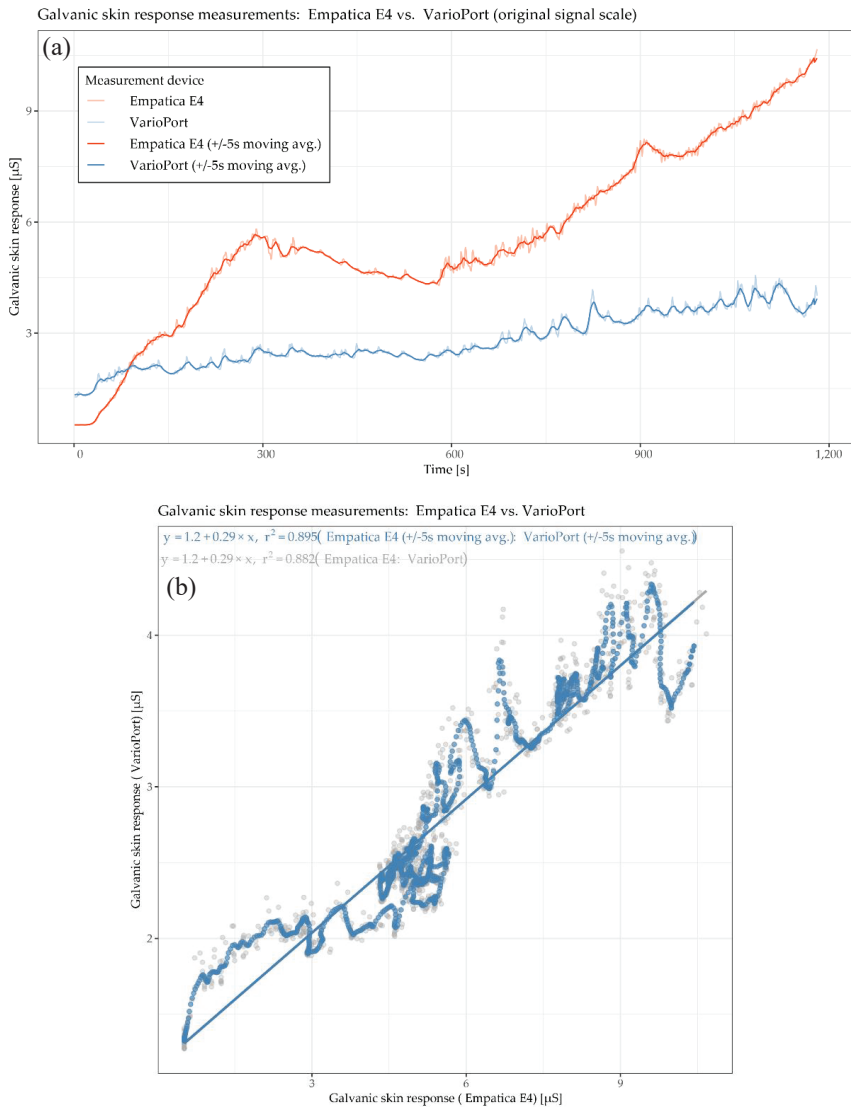 Galvanic skin response measurements: Empatica E4 vs. VarioPort (original signal scale)
(a)
Measurement device
Empatica E4
VarioPort
Empatica E4 (+/-5s moving avg.)
VarioPort (+/-5s moving avg.)
Galvanic skin response [µS]
9
6
3
0 300 600 900 1,200
Time [s]
Galvanic skin response measurements: Empatica E4 vs. VarioPort
y = 1.2 + 0.29 × x, r² = 0.895( Empatica E4 (+/-5s moving avg.): VarioPort (+/-5s moving avg.))
y = 1.2 + 0.29 × x, r² = 0.882( Empatica E4: VarioPort)
(b)
Galvanic skin response ( VarioPort) [µS]
4
3
2
3 6 9
Galvanic skin response ( Empatica E4) [µS]